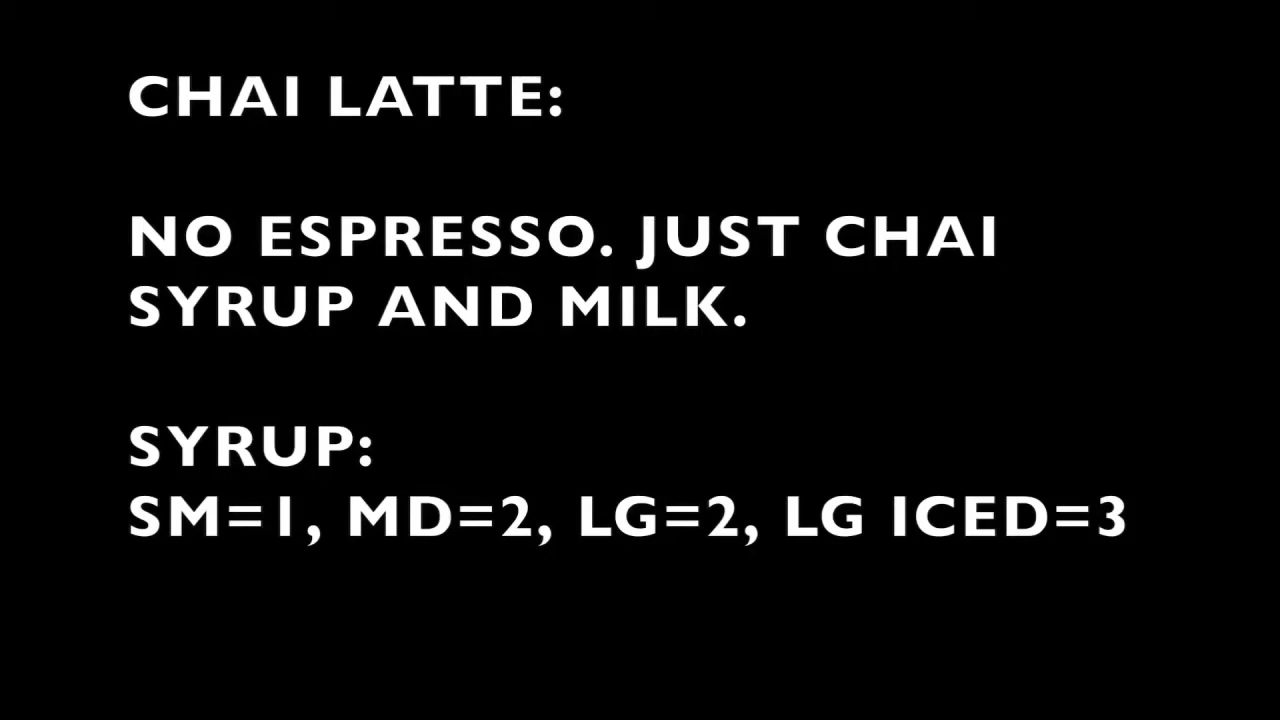 CHAI LATTE:
NO ESPRESSO. JUST CHAI
SYRUP AND MILK.
SYRUP:
SM=1, MD=2, LG=2, LG ICED=3